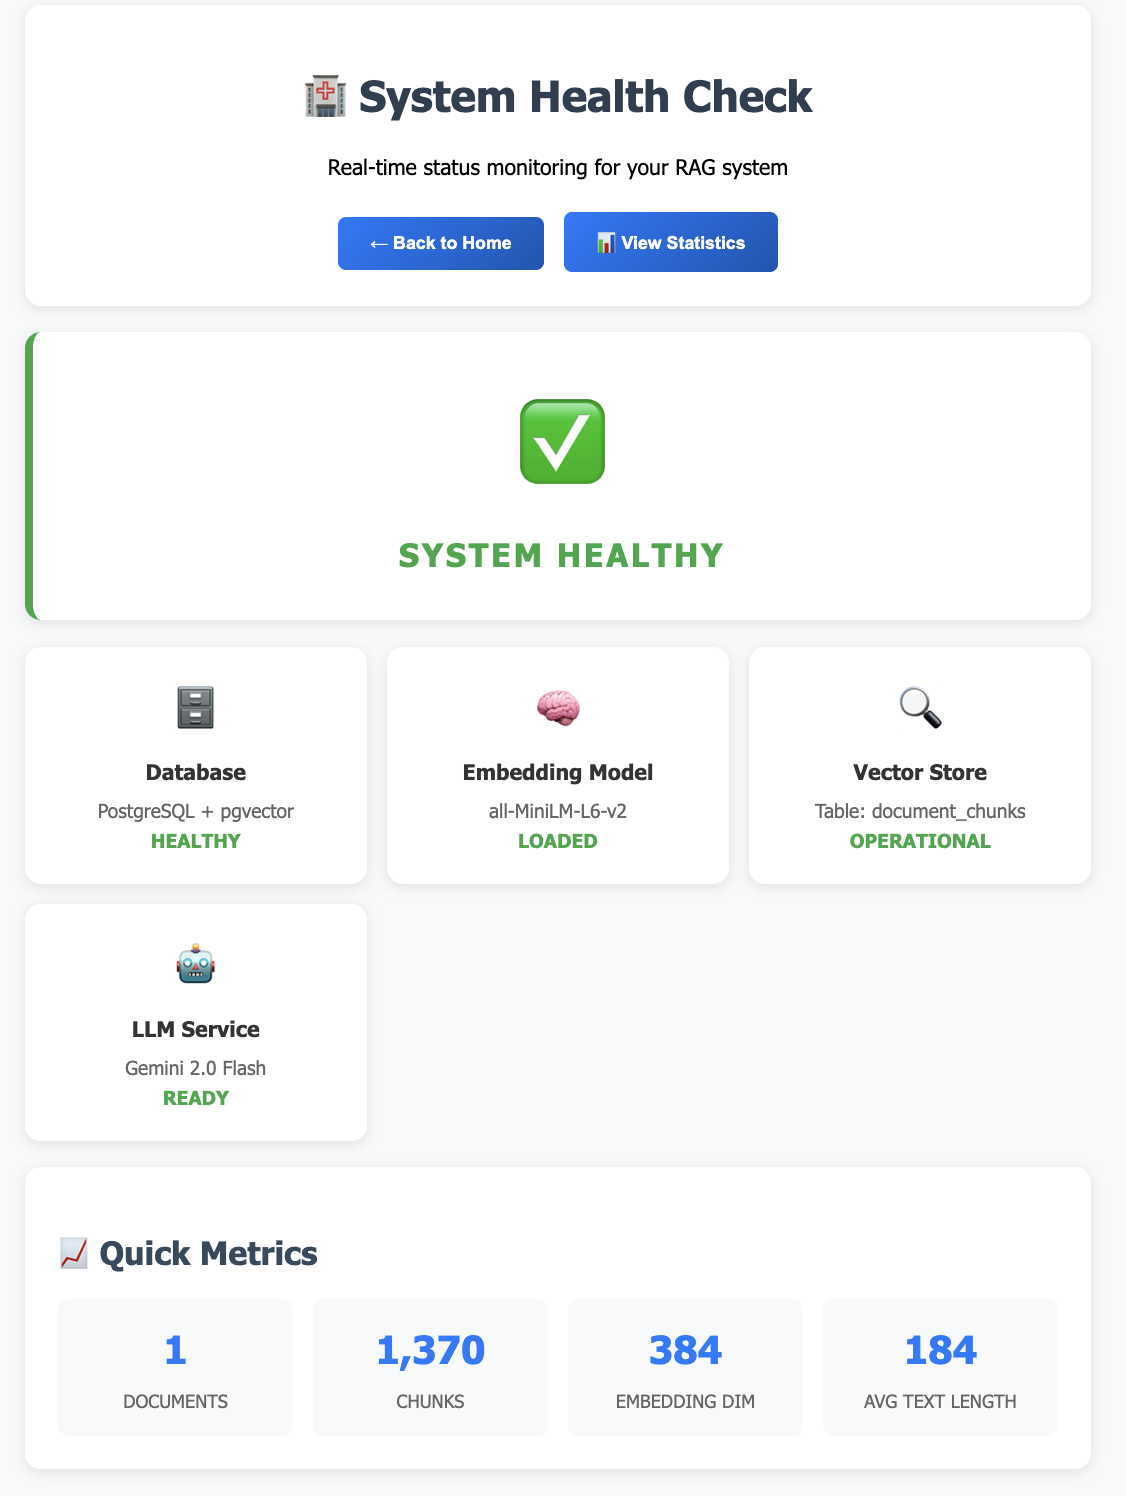 🏥 System Health Check
Real-time status monitoring for your RAG system
← Back to Home
📊 View Statistics
✅
SYSTEM HEALTHY
Database
PostgreSQL + pgvector
HEALTHY
Embedding Model
all-MiniLM-L6-v2
LOADED
Vector Store
Table: document_chunks
OPERATIONAL
LLM Service
Gemini 2.0 Flash
READY
📈 Quick Metrics
1
DOCUMENTS
1,370
CHUNKS
384
EMBEDDING DIM
184
AVG TEXT LENGTH